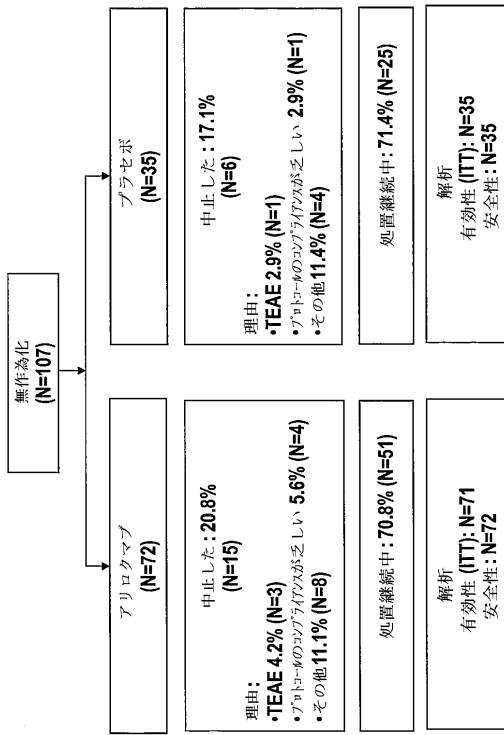 無作為化
(N=107)
アリロクマブ
(N=72)
中止した: 20.8%
(N=15)
理由:
•TEAE 4.2% (N=3)
•プロトコールのコンプライアンスが乏しい 5.6% (N=4)
•その他 11.1% (N=8)
処置継続中: 70.8% (N=51)
解析
有効性 (ITT): N=71
安全性: N=72
プラセボ
(N=35)
中止した: 17.1%
(N=6)
理由:
•TEAE 2.9% (N=1)
•プロトコールのコンプライアンスが乏しい 2.9% (N=1)
•その他 11.4% (N=4)
処置継続中: 71.4% (N=25)
解析
有効性 (ITT): N=35
安全性: N=35